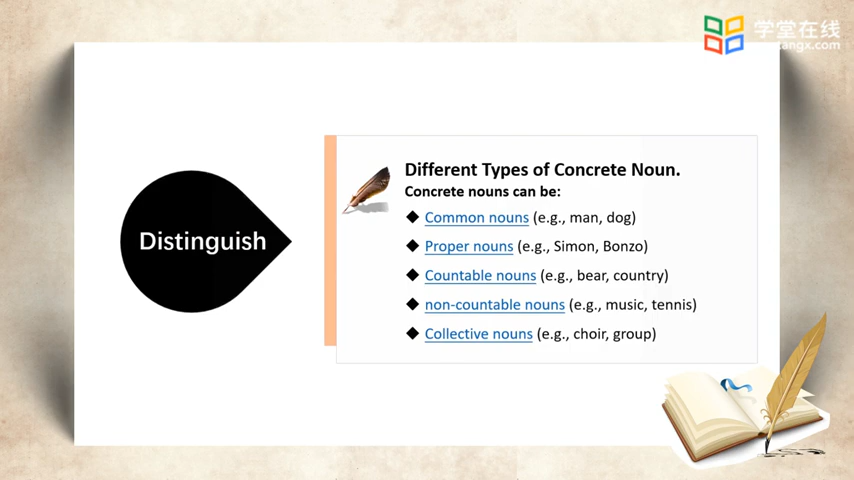 学堂在线
Different Types of Concrete Noun.
Concrete nouns can be:
Distinguish
◆ Common nouns (e.g., man, dog)
◆ Proper nouns (e.g., Simon, Bonzo)
◆ Countable nouns (e.g., bear, country)
◆ non-countable nouns (e.g., music, tennis)
◆ Collective nouns (e.g., choir, group)